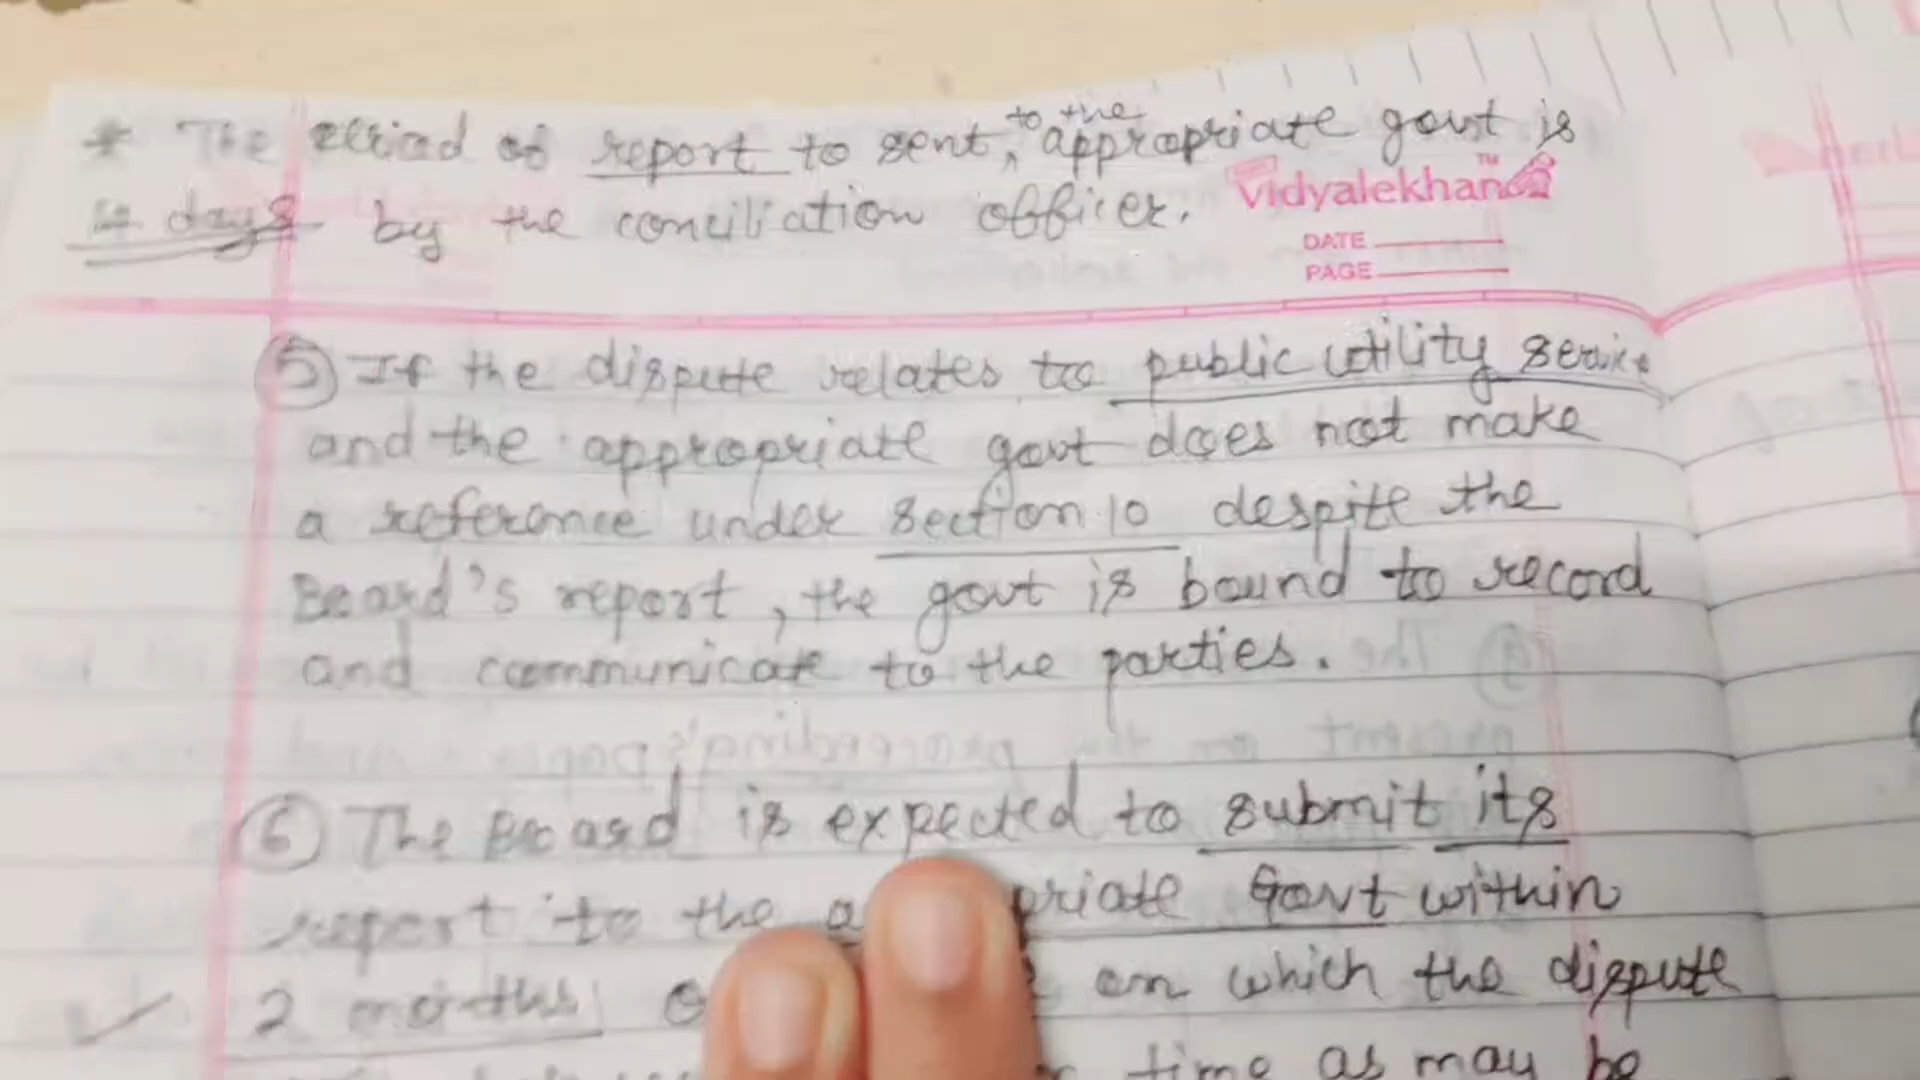 * The period of report to sent, to the appropriate govt is
14 days by the conciliation officer.
Vidyalekhan TM
DATE
PAGE
5 If the dispute relates to public utility service
and the appropriate govt does not make
a reference under section 10 despite the
Board's report, the govt is bound to record
and communicate to the parties.
6 The Board is expected to submit its
report to the a priate Govt within
2 months on which the dispute
time as may be